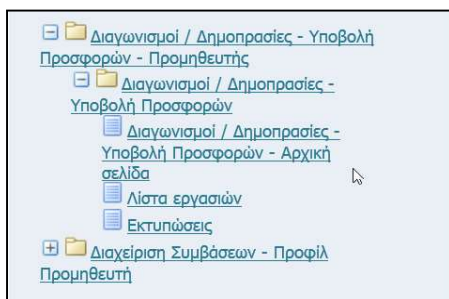 Διαγωνισμοί / Δημοπρασίες - Υποβολή
Προσφορών - Προμηθευτής
Διαγωνισμοί / Δημοπρασίες -
Υποβολή Προσφορών
Διαγωνισμοί / Δημοπρασίες -
Υποβολή Προσφορών - Αρχική
σελίδα
Λίστα εργασιών
Εκτυπώσεις
Διαχείριση Συμβάσεων - Προφίλ
Προμηθευτή